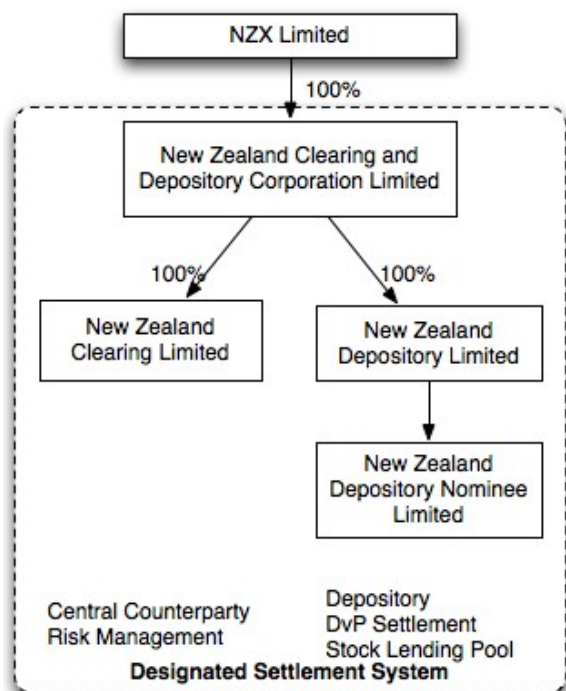 NZX Limited
100%
New Zealand Clearing and
Depository Corporation Limited
100%
100%
New Zealand
Clearing Limited
New Zealand
Depository Limited
New Zealand
Depository Nominee
Limited
Central Counterparty
Risk Management
Depository
DvP Settlement
Stock Lending Pool
Designated Settlement System